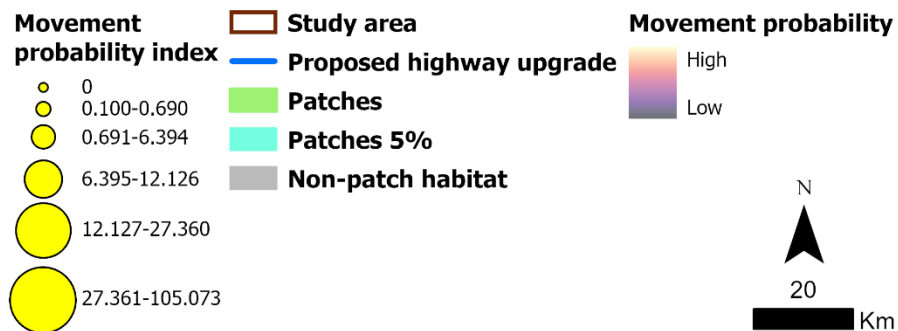 Movement
probability index
0
0.100-0.690
0.691-6.394
6.395-12.126
12.127-27.360
27.361-105.073
Study area
Proposed highway upgrade
Patches
Patches 5%
Non-patch habitat
Movement probability
High
Low
N
20
Km